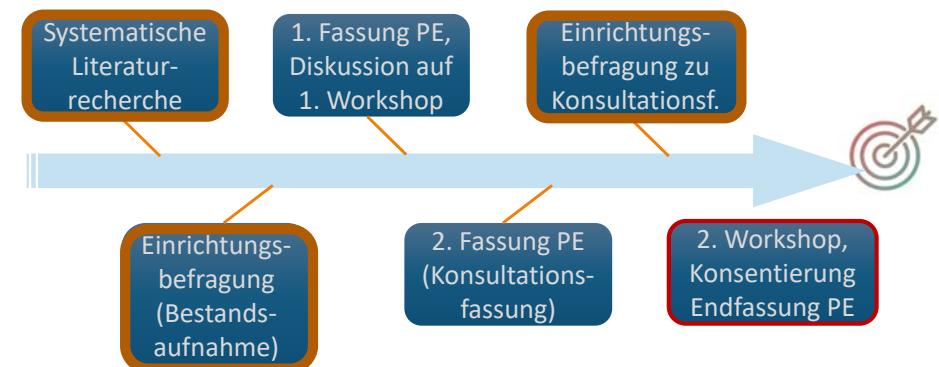 Systematische
Literatur-
recherche
1. Fassung PE,
Diskussion auf
1. Workshop
Einrichtungs-
befragung zu
Konsultationsf.
Einrichtungs-
befragung
(Bestands-
aufnahme)
2. Fassung PE
(Konsultations-
fassung)
2. Workshop,
Konsentierung
Endfassung PE